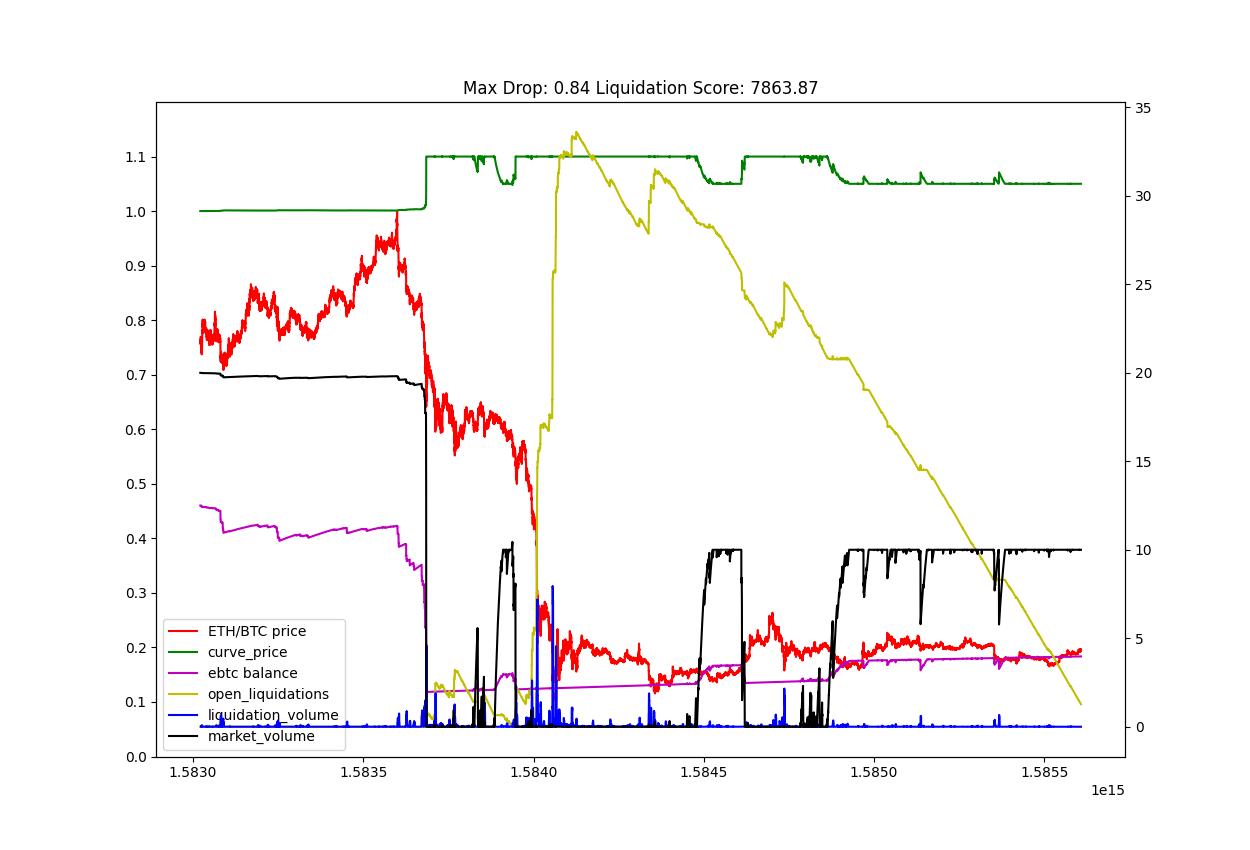 Max Drop: 0.84 Liquidation Score: 7863.87
1.1
1.0
0.9
0.8
0.7
0.6
0.5
0.4
0.3
0.2
0.1
0.0
35
30
25
20
15
10
5
0
ETH/BTC price
curve_price
ebtc balance
open_liquidations
liquidation_volume
market_volume
1.5830 1.5835 1.5840 1.5845 1.5850 1.5855
1e15